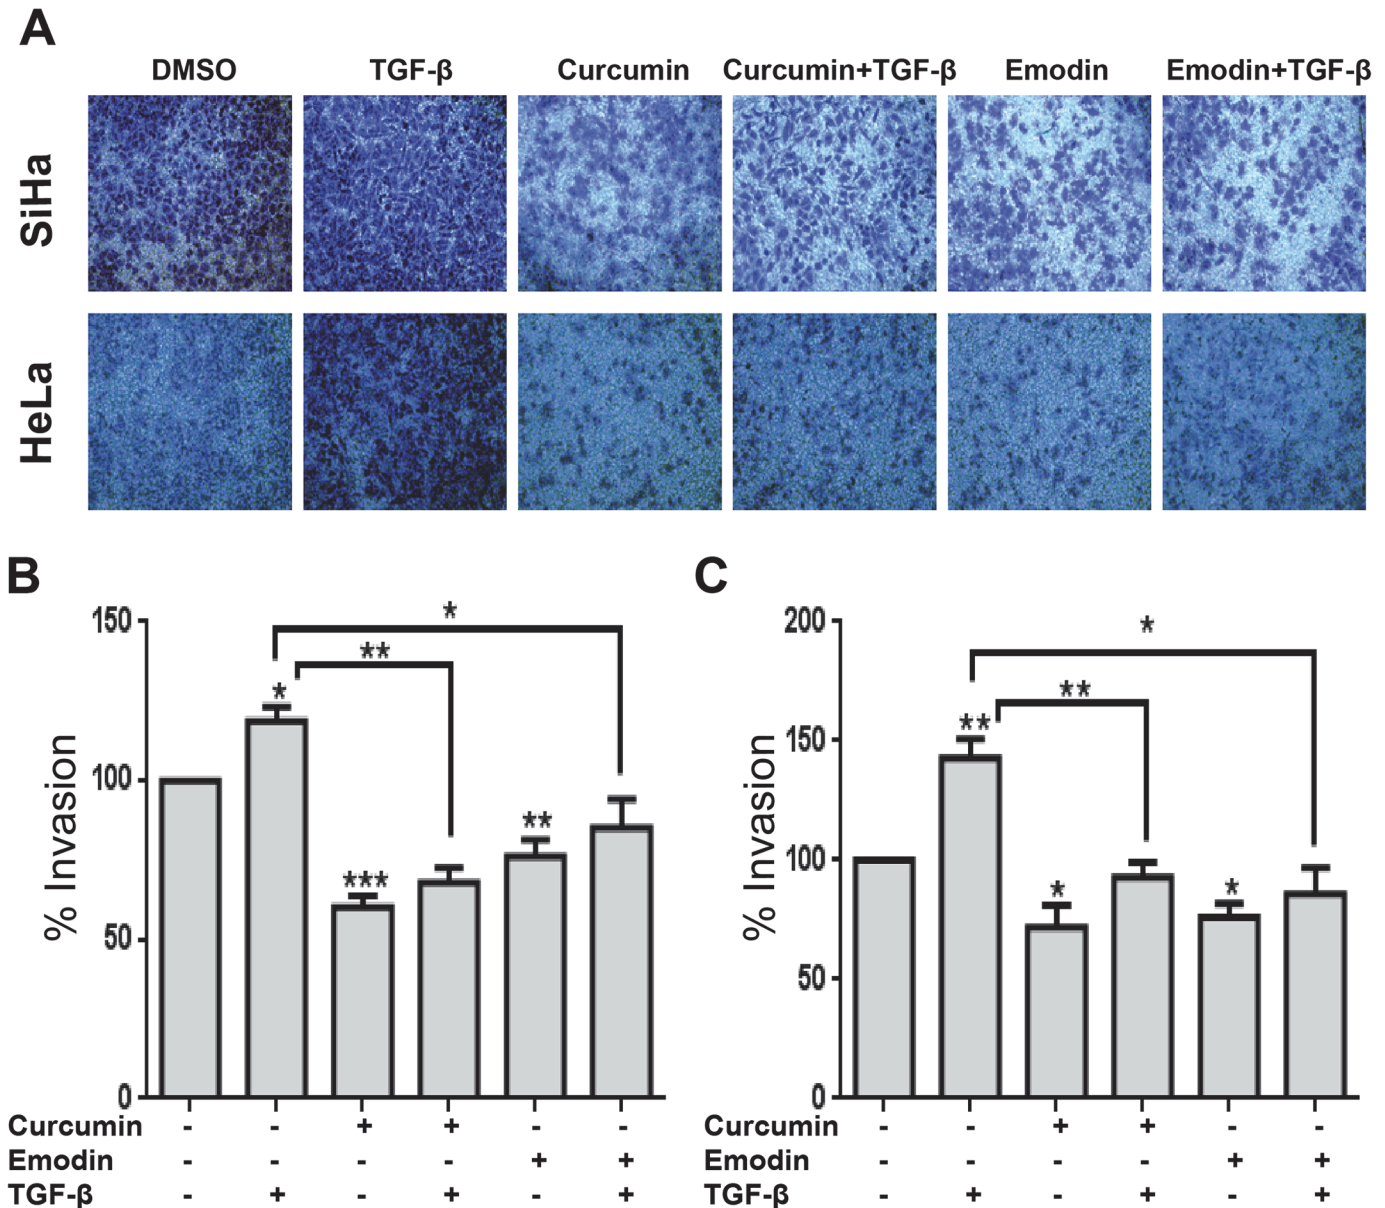 A
DMSO TGF-β Curcumin Curcumin+TGF-β Emodin Emodin+TGF-β
SiHa
HeLa
B
150
100
50
0
% Invasion
*
**
*
***
**
Curcumin - - + + - -
Emodin - - - - + +
TGF-β - + - + - +
C
200
150
100
50
0
% Invasion
*
**
**
*
*
Curcumin - - + + - -
Emodin - - - - + +
TGF-β - + - + - +